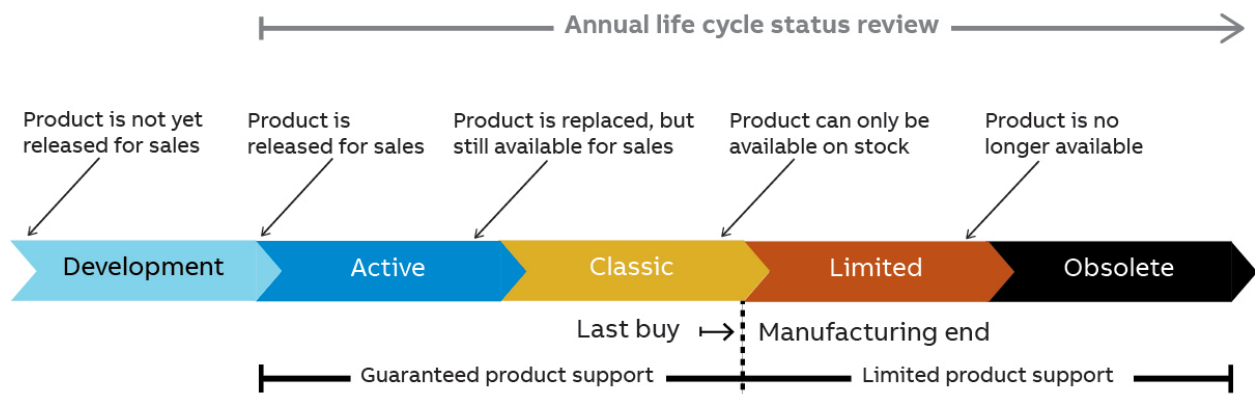 Annual life cycle status review
Product is not yet
released for sales
Product is
released for sales
Product is replaced, but
still available for sales
Product can only be
available on stock
Product is no
longer available
Development
Active
Classic
Limited
Obsolete
Last buy
Manufacturing end
Guaranteed product support
Limited product support